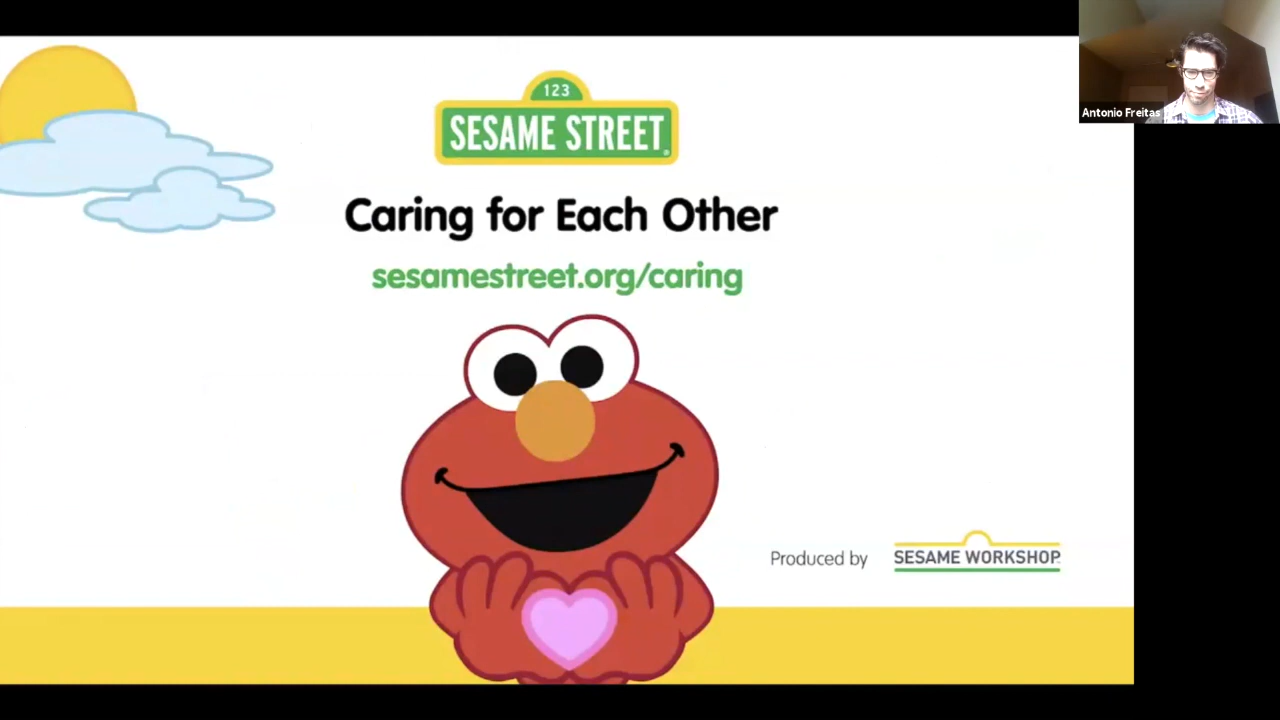 123
SESAME STREET
Caring for Each Other
sesamestreet.org/caring
Produced by SESAME WORKSHOP
Antonio Freitas